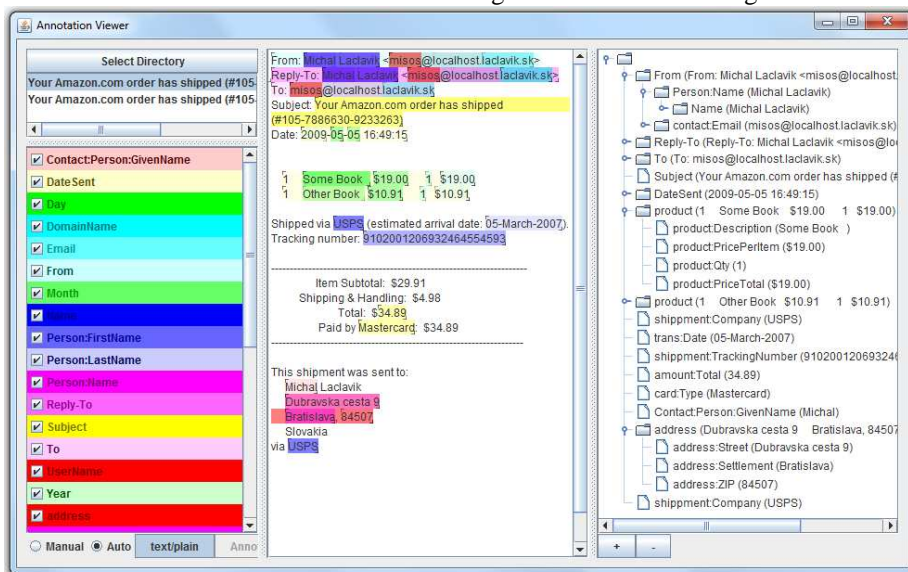 Annotation Viewer
Select Directory
Your Amazon.com order has shipped (#105-
Your Amazon.com order has shipped (#105-
Contact:Person:GivenName
DateSent
Day
DomainName
Email
From
Month
Name
Person:FirstName
Person:LastName
Person:Name
Reply-To
Subject
To
UserName
Year
address
Manual Auto text/plain Anno
From: Michal Laclavik <misos@localhost.laclavik.sk>
Reply-To: Michal Laclavik <misos@localhost.laclavik.sk>
To: misos@localhost.laclavik.sk
Subject: Your Amazon.com order has shipped
(#105-7886630-9233263)
Date: 2009-05-05 16:49:15
1 Some Book $19.00 1 $19.00
1 Other Book $10.91 1 $10.91
Shipped via USPS (estimated arrival date: 05-March-2007).
Tracking number: 9102001206932464554593
Item Subtotal: $29.91
Shipping & Handling: $4.98
Total: $34.89
Paid by Mastercard: $34.89
This shipment was sent to:
Michal Laclavik
Dubravska cesta 9
Bratislava, 84507
Slovakia
via USPS
From (From: Michal Laclavik <misos@localhost.
Person:Name (Michal Laclavik)
Name (Michal Laclavik)
contact:Email (misos@localhost.laclavik.sk)
Reply-To (Reply-To: Michal Laclavik <misos@lo
To (To: misos@localhost.laclavik.sk)
Subject (Your Amazon.com order has shipped (#
DateSent (2009-05-05 16:49:15)
product (1 Some Book $19.00 1 $19.00)
product:Description (Some Book )
product:PricePerItem ($19.00)
product:Qty (1)
product:PriceTotal ($19.00)
product (1 Other Book $10.91 1 $10.91)
shippment:Company (USPS)
trans:Date (05-March-2007)
shippment:TrackingNumber (910200120693246
amount:Total (34.89)
card:Type (Mastercard)
Contact:Person:GivenName (Michal)
address (Dubravska cesta 9 Bratislava, 84507
address:Street (Dubravska cesta 9)
address:Settlement (Bratislava)
address:ZIP (84507)
shippment:Company (USPS)
+ -